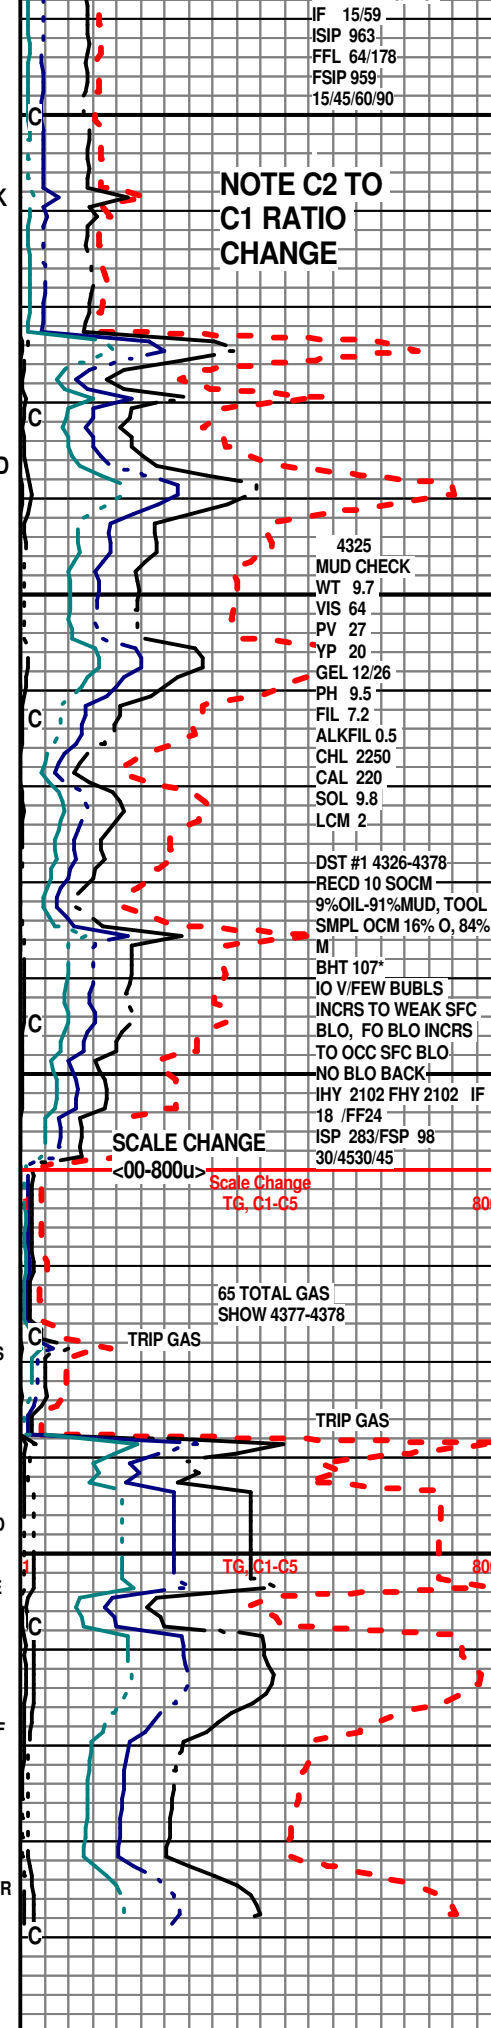 IF 15/59
ISIP 963
FFL 64/178
FSIP 959
15/45/60/90
C
K
NOTE C2 TO
C1 RATIO
CHANGE
C
4325
MUD CHECK
WT 9.7
VIS 64
PV 27
YP 20
GEL 12/26
PH 9.5
FIL 7.2
ALKFIL 0.5
CHL 2250
CAL 220
SOL 9.8
LCM 2
C
DST #1 4326-4378
RECD 10 SOCM
9%OIL-91%MUD, TOOL
SMPL OCM 16% O, 84%
M
BHT 107*
IO V/FEW BUBLS
INCRS TO WEAK SFC
BLO, FO BLO INCRS
TO OCC SFC BLO
NO BLO BACK
IHY 2102 FHY 2102 IF
18 /FF24
ISP 283/FSP 98
30/4530/45
C
SCALE CHANGE
<00-800u>
Scale Change
TG, C1-C5
80
65 TOTAL GAS
SHOW 4377-4378
C
TRIP GAS
TRIP GAS
TG, C1-C5
80
C
R
C